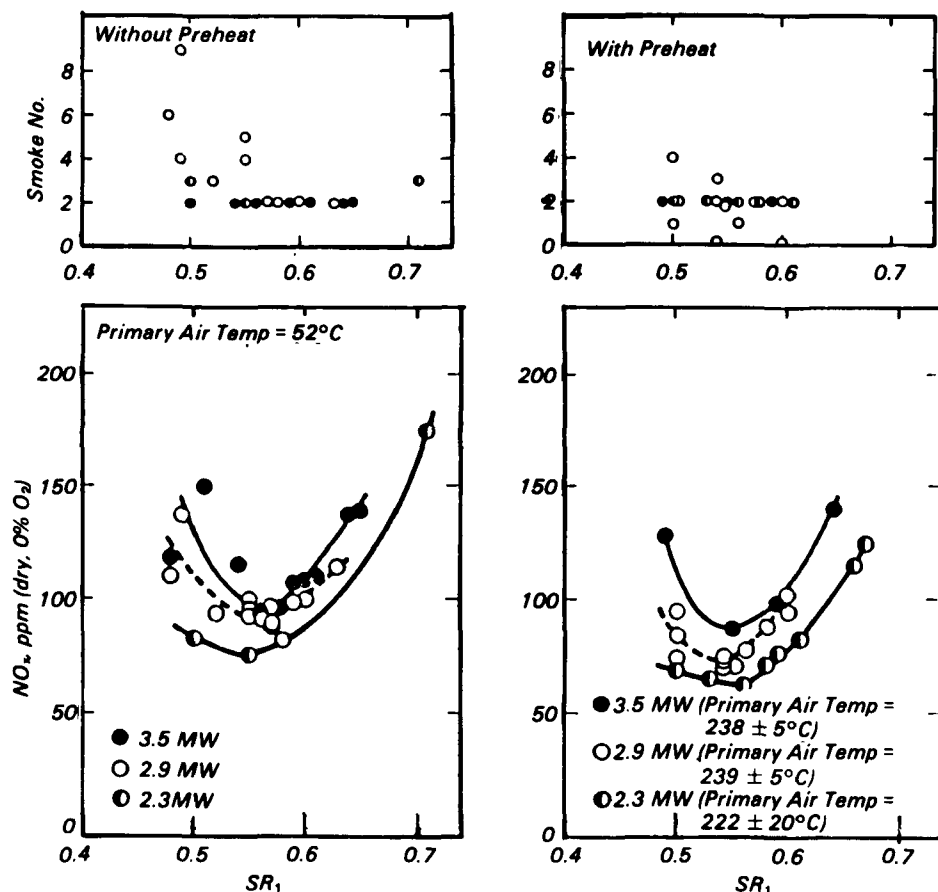 Without Preheat
Smoke No.
8
6
4
2
0
0.4 0.5 0.6 0.7
With Preheat
8
6
4
2
0
0.4 0.5 0.6 0.7
Primary Air Temp = 52°C
NOx, ppm (dry, 0% O2)
200
150
100
50
0
3.5 MW
2.9 MW
2.3MW
0.4 0.5 0.6 0.7
SR1
200
150
100
50
0
3.5 MW (Primary Air Temp =
238 ± 5°C)
2.9 MW (Primary Air Temp =
239 ± 5°C)
2.3 MW (Primary Air Temp =
222 ± 20°C)
0.4 0.5 0.6 0.7
SR1